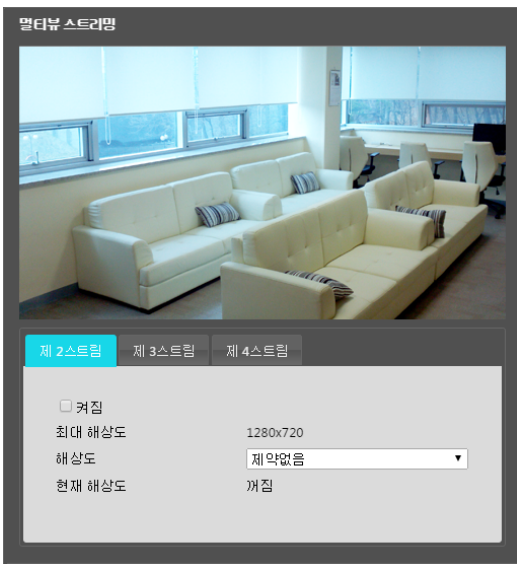 멀티뷰 스트리밍
제 2스트림 제 3스트림 제 4스트림
켜짐
최대 해상도 1280x720
해상도 제약없음
현재 해상도 꺼짐